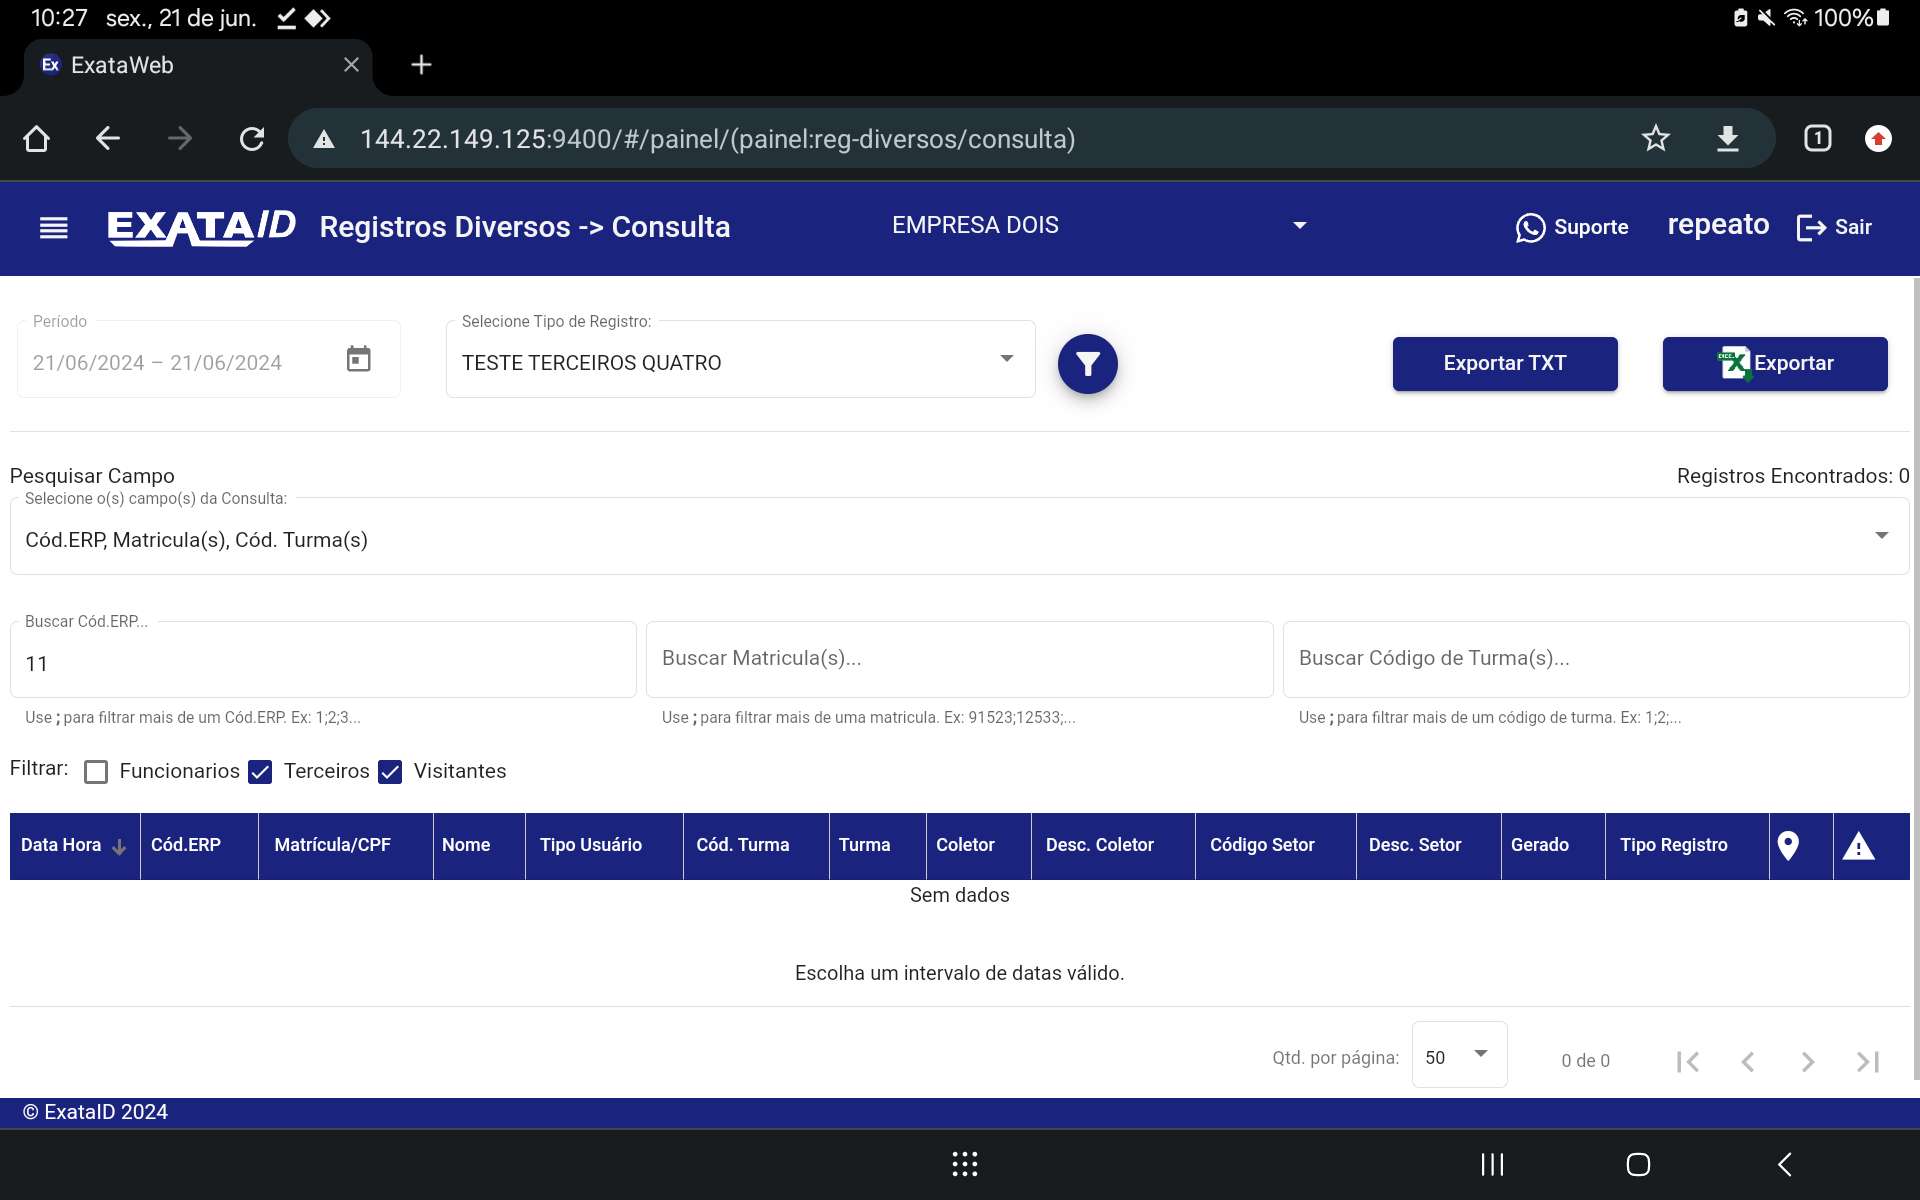 10:27 sex., 21 de jun. 100%
Ex ExataWeb
144.22.149.125:9400/#/painel/(painel:reg-diversos/consulta) 1
EXATAID Registros Diversos -> Consulta EMPRESA DOIS Suporte repeato Sair
Período Selecione Tipo de Registro:
21/06/2024 – 21/06/2024 TESTE TERCEIROS QUATRO Exportar TXT Exportar
Pesquisar Campo Registros Encontrados: 0
Selecione o(s) campo(s) da Consulta:
Cód.ERP, Matricula(s), Cód. Turma(s)
Buscar Cód.ERP...
11 Buscar Matricula(s)... Buscar Código de Turma(s)...
Use ; para filtrar mais de um Cód.ERP. Ex: 1;2;3... Use ; para filtrar mais de uma matricula. Ex: 91523;12533;... Use ; para filtrar mais de um código de turma. Ex: 1;2;...
Filtrar: Funcionarios Terceiros Visitantes
Data Hora Cód.ERP Matrícula/CPF Nome Tipo Usuário Cód. Turma Turma Coletor Desc. Coletor Código Setor Desc. Setor Gerado Tipo Registro
Sem dados
Escolha um intervalo de datas válido.
Qtd. por página: 50 0 de 0
© ExataID 2024